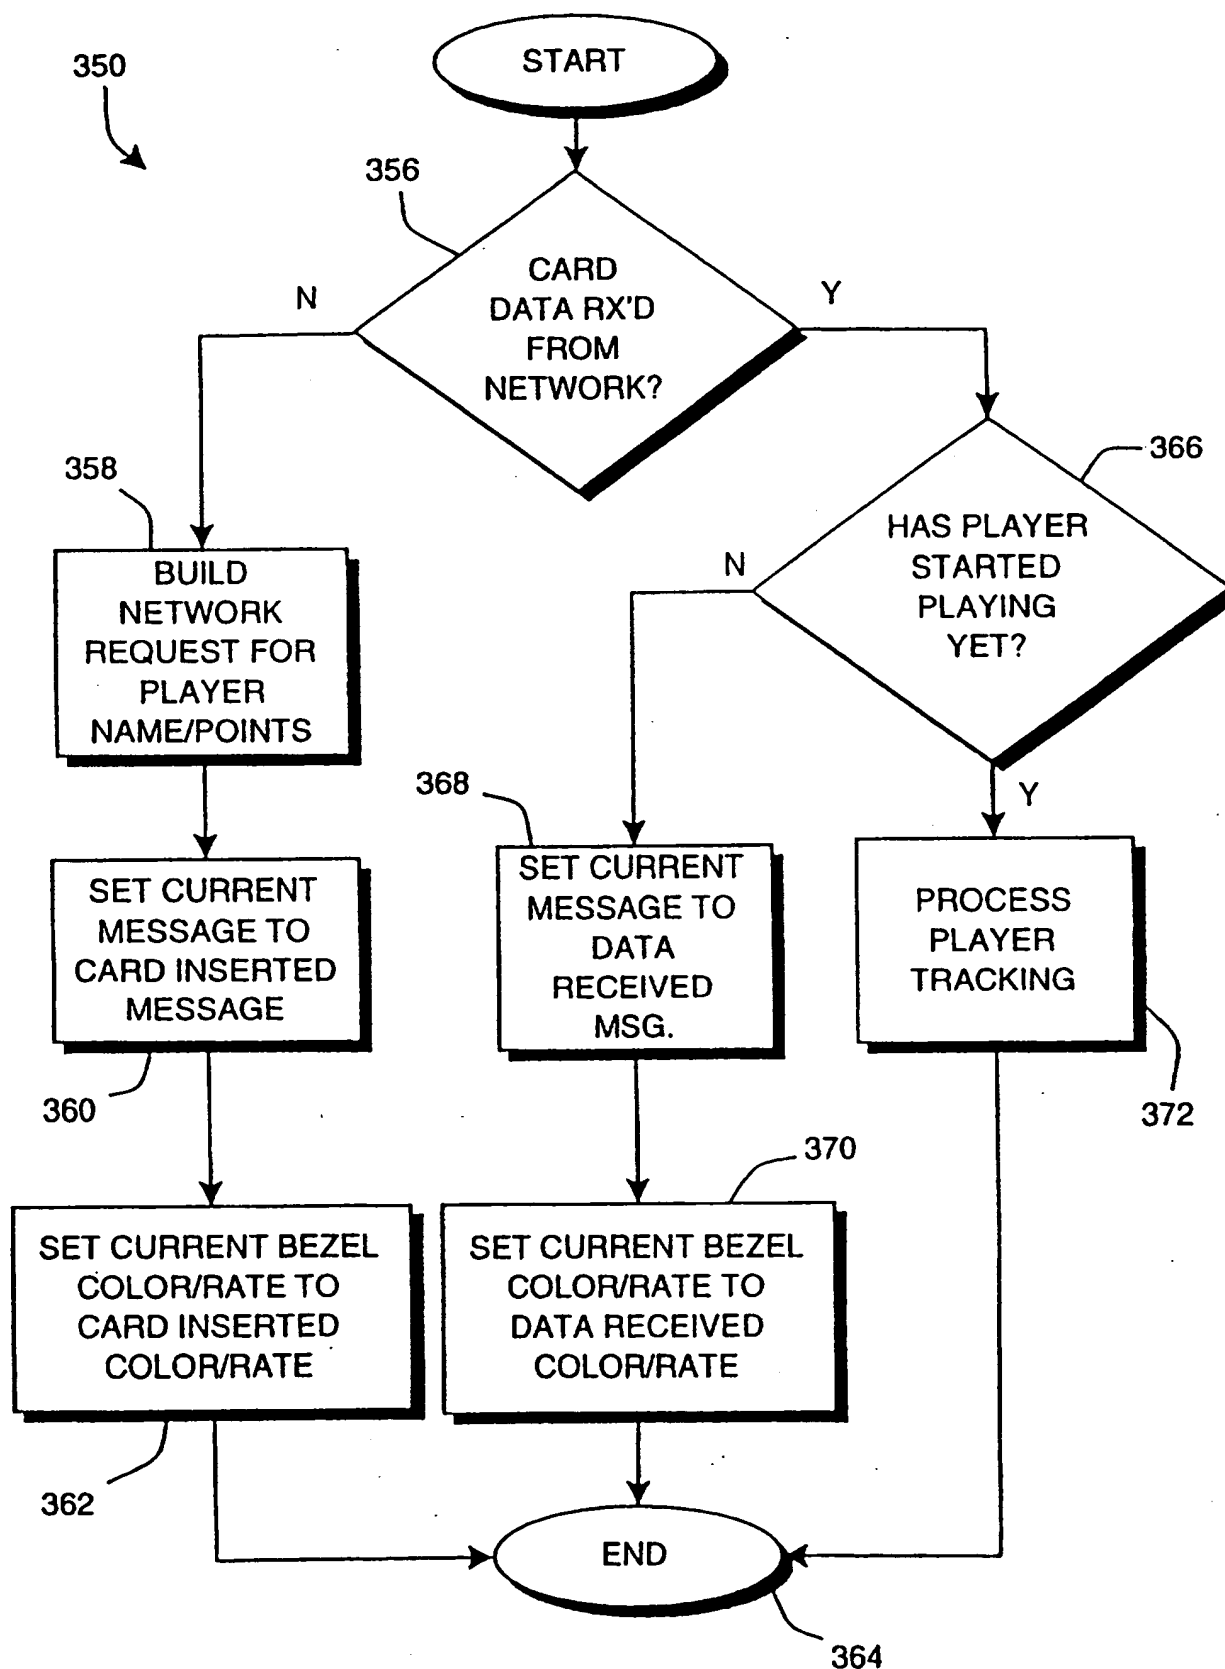 START
350
356
CARD
DATA RX'D
FROM
NETWORK?
N
Y
358
366
BUILD
NETWORK
REQUEST FOR
PLAYER
NAME/POINTS
HAS PLAYER
STARTED
PLAYING
YET?
N
Y
368
SET CURRENT
MESSAGE TO
CARD INSERTED
MESSAGE
360
SET CURRENT
MESSAGE TO
DATA
RECEIVED
MSG.
PROCESS
PLAYER
TRACKING
372
370
SET CURRENT BEZEL
COLOR/RATE TO
CARD INSERTED
COLOR/RATE
362
SET CURRENT BEZEL
COLOR/RATE TO
DATA RECEIVED
COLOR/RATE
END
364